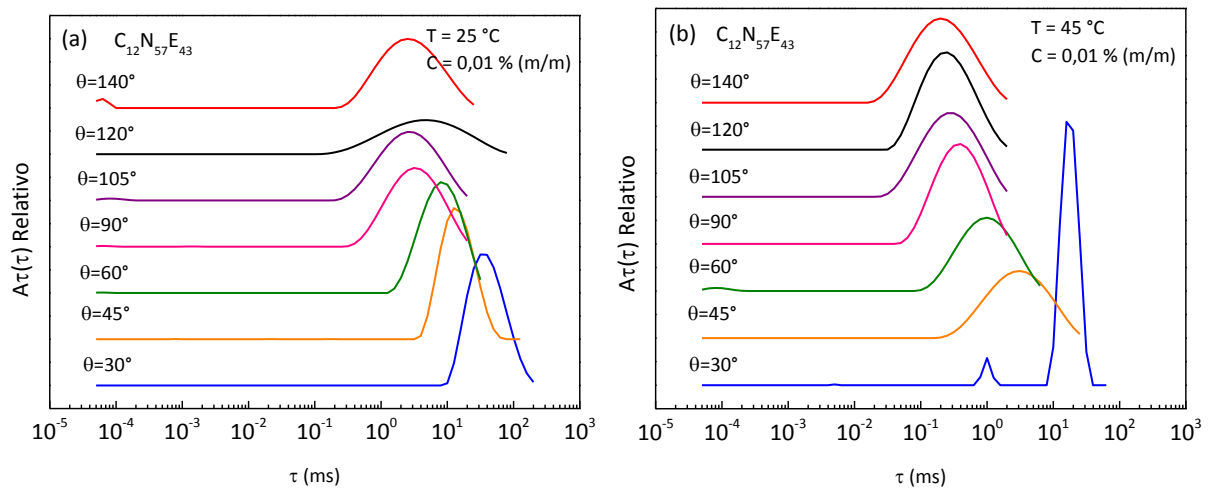 (a) C₁₂N₅₇E₄₃
T = 25 °C
C = 0,01 % (m/m)
θ=140°
θ=120°
θ=105°
θ=90°
θ=60°
θ=45°
θ=30°
Aτ(τ) Relativo
10⁻⁵ 10⁻⁴ 10⁻³ 10⁻² 10⁻¹ 10⁰ 10¹ 10² 10³
τ (ms)
(b) C₁₂N₅₇E₄₃
T = 45 °C
C = 0,01 % (m/m)
θ=140°
θ=120°
θ=105°
θ=90°
θ=60°
θ=45°
θ=30°
Aτ(τ) Relativo
10⁻⁵ 10⁻⁴ 10⁻³ 10⁻² 10⁻¹ 10⁰ 10¹ 10² 10³
τ (ms)